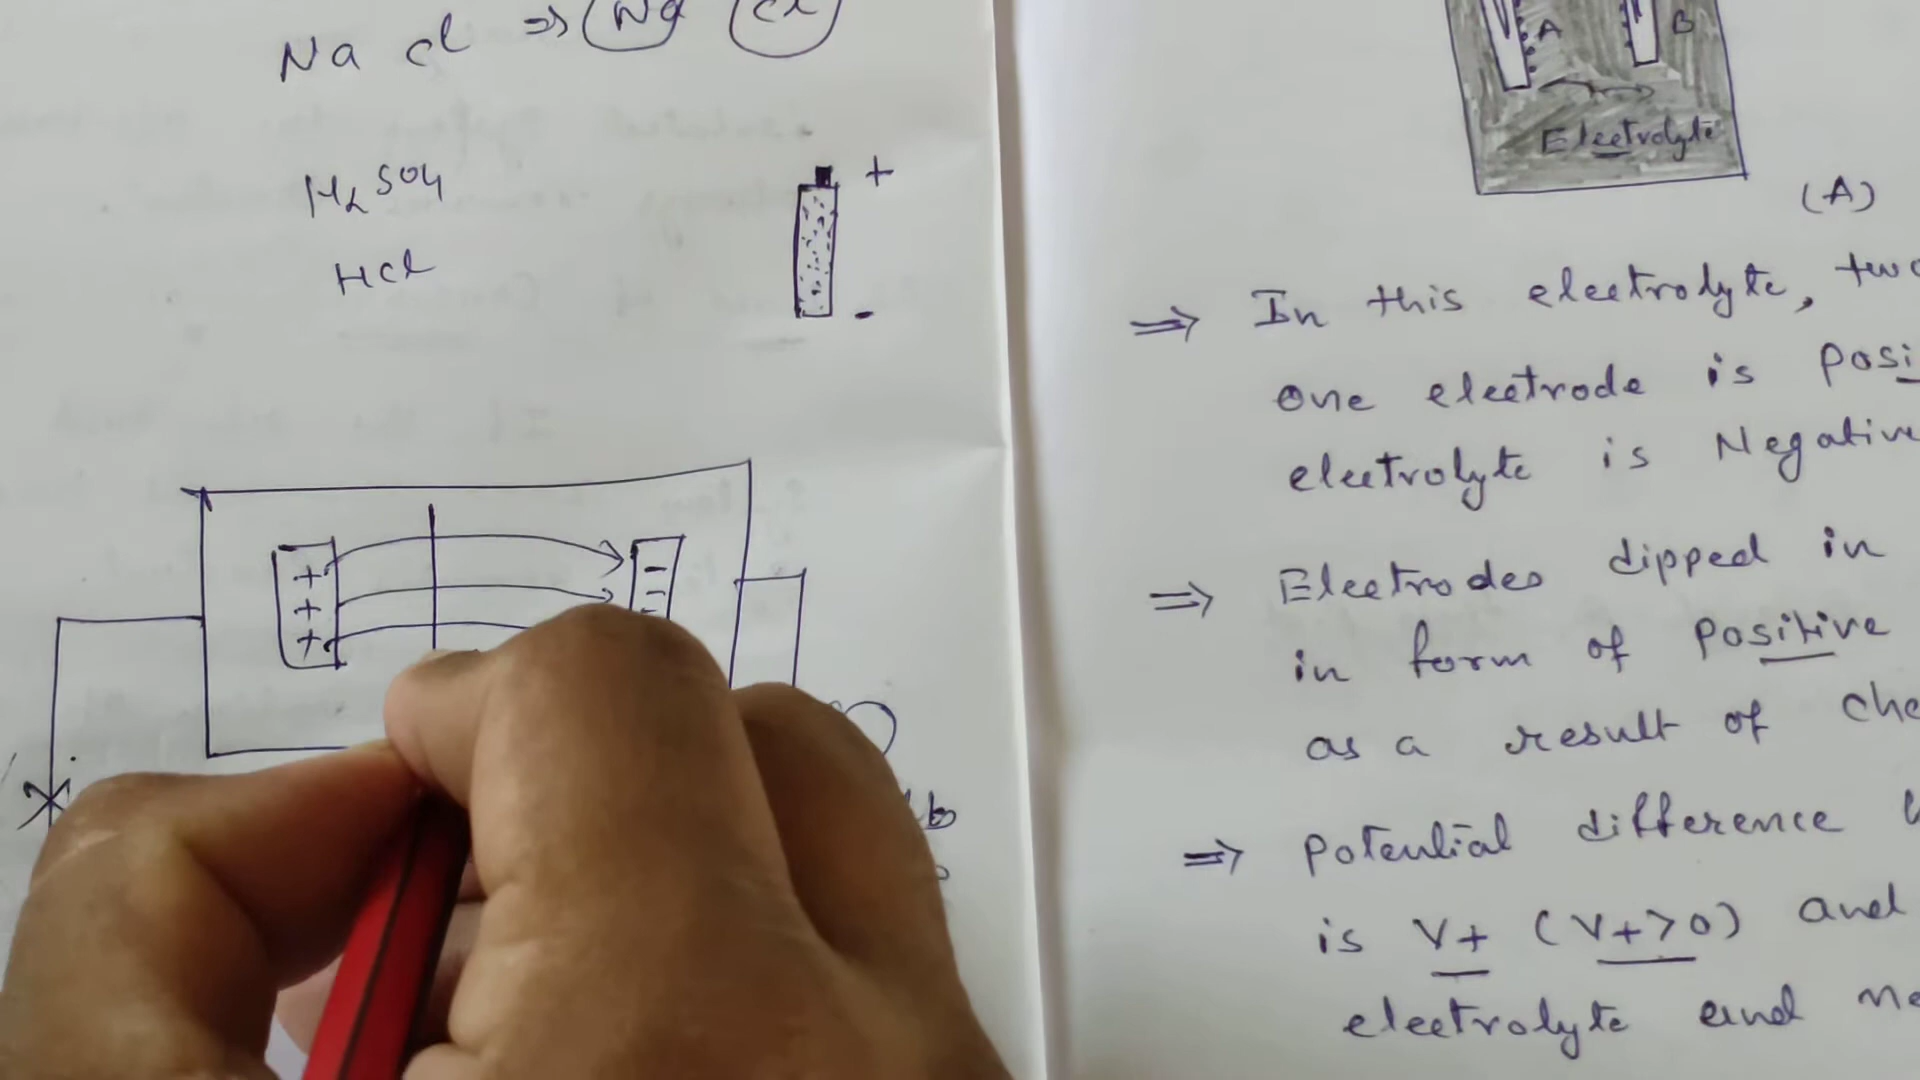 Na Cl ⇒ Na Cl
H2SO4
HCl
+
-
+ -
+ -
+
A B
Electrolyte
(A)
⇒ In this electrolyte, two
one electrode is Posi
electrolyte is Negative
⇒ Electrodes dipped in
in form of Positive
as a result of che
⇒ Potential difference
is V+ (V+>0) and
electrolyte and ne